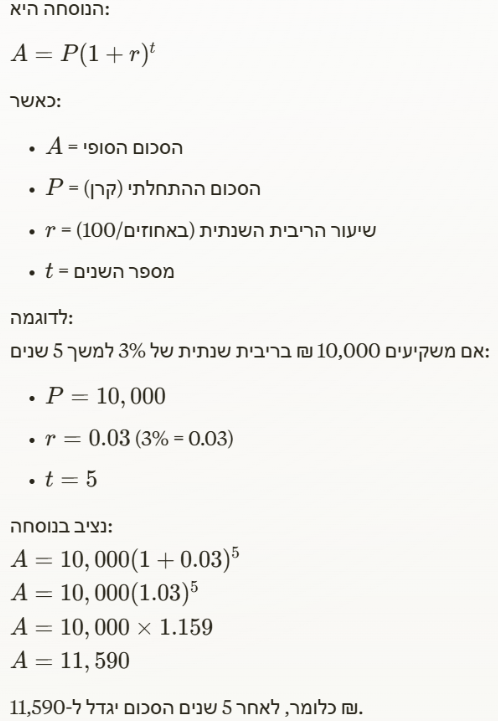 הנוסחה היא:
A = P(1 + r)^t
כאשר:
• A = הסכום הסופי
• P = הסכום ההתחלתי (קרן)
• r = שיעור הריבית השנתית (באחוזים/100)
• t = מספר השנים
לדוגמה:
אם משקיעים 10,000 ₪ בריבית שנתית של 3% למשך 5 שנים:
• P = 10,000
• r = 0.03 (3% = 0.03)
• t = 5
נציב בנוסחה:
A = 10,000(1 + 0.03)^5
A = 10,000(1.03)^5
A = 10,000 × 1.159
A = 11,590
כלומר, לאחר 5 שנים הסכום יגדל ל-11,590 ₪.